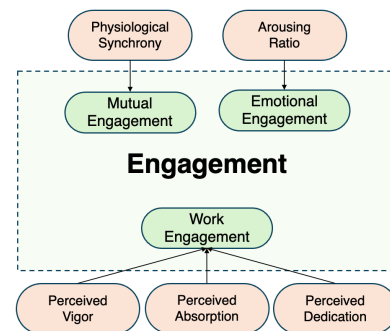 Physiological
Synchrony
Arousing
Ratio
Mutual
Engagement
Emotional
Engagement
Engagement
Work
Engagement
Perceived
Vigor
Perceived
Absorption
Perceived
Dedication